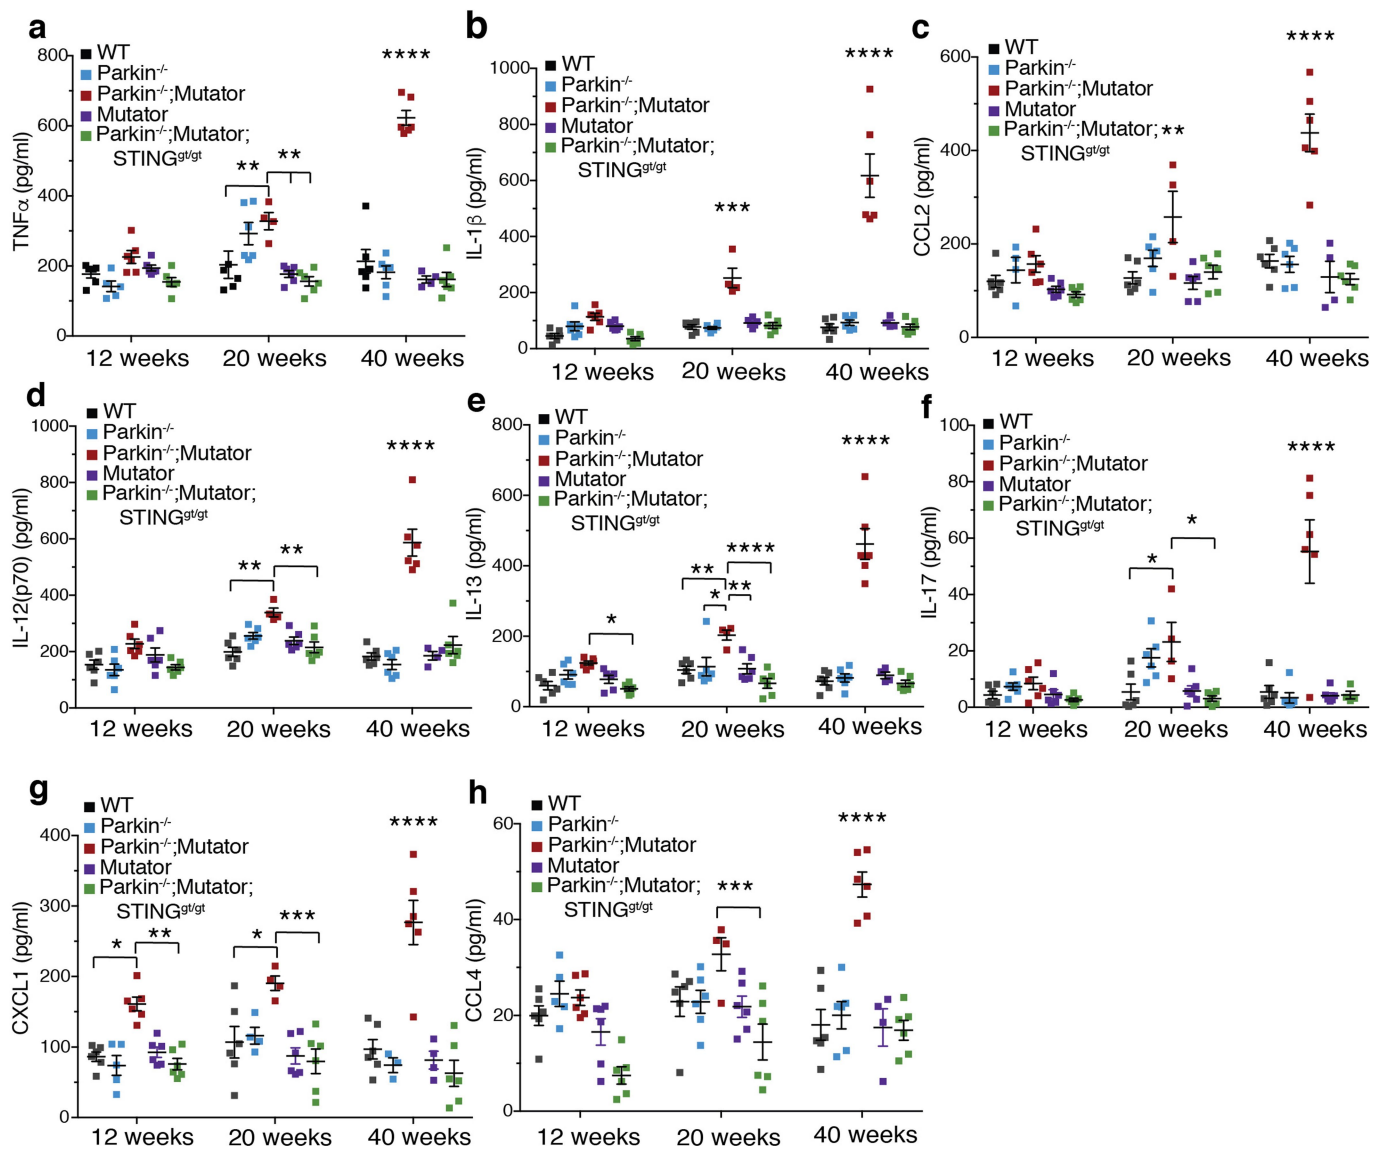 a
TNFα (pg/ml)
800
600
400
200
0
WT
Parkin-/-
Parkin-/-;Mutator
Mutator
Parkin-/-;Mutator;
STINGgt/gt
**
**
****
12 weeks
20 weeks
40 weeks
b
IL-1β (pg/ml)
1000
800
600
400
200
0
WT
Parkin-/-
Parkin-/-;Mutator
Mutator
Parkin-/-;Mutator;
STINGgt/gt
***
****
12 weeks
20 weeks
40 weeks
c
CCL2 (pg/ml)
600
400
200
0
WT
Parkin-/-
Parkin-/-;Mutator
Mutator
Parkin-/-;Mutator;
STINGgt/gt
**
****
12 weeks
20 weeks
40 weeks
d
IL-12(p70) (pg/ml)
1000
800
600
400
200
0
WT
Parkin-/-
Parkin-/-;Mutator
Mutator
Parkin-/-;Mutator;
STINGgt/gt
**
**
****
12 weeks
20 weeks
40 weeks
e
IL-13 (pg/ml)
800
600
400
200
0
WT
Parkin-/-
Parkin-/-;Mutator
Mutator
Parkin-/-;Mutator;
STINGgt/gt
*
**
****
*
**
****
12 weeks
20 weeks
40 weeks
f
IL-17 (pg/ml)
100
80
60
40
20
0
WT
Parkin-/-
Parkin-/-;Mutator
Mutator
Parkin-/-;Mutator;
STINGgt/gt
*
*
****
12 weeks
20 weeks
40 weeks
g
CXCL1 (pg/ml)
400
300
200
100
0
WT
Parkin-/-
Parkin-/-;Mutator
Mutator
Parkin-/-;Mutator;
STINGgt/gt
*
**
*
***
****
12 weeks
20 weeks
40 weeks
h
CCL4 (pg/ml)
60
40
20
0
WT
Parkin-/-
Parkin-/-;Mutator
Mutator
Parkin-/-;Mutator;
STINGgt/gt
***
****
12 weeks
20 weeks
40 weeks